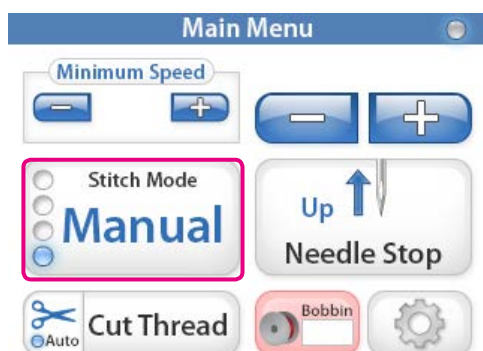 Main Menu
Minimum Speed
Stitch Mode
Manual
Up
Needle Stop
Auto
Cut Thread
Bobbin